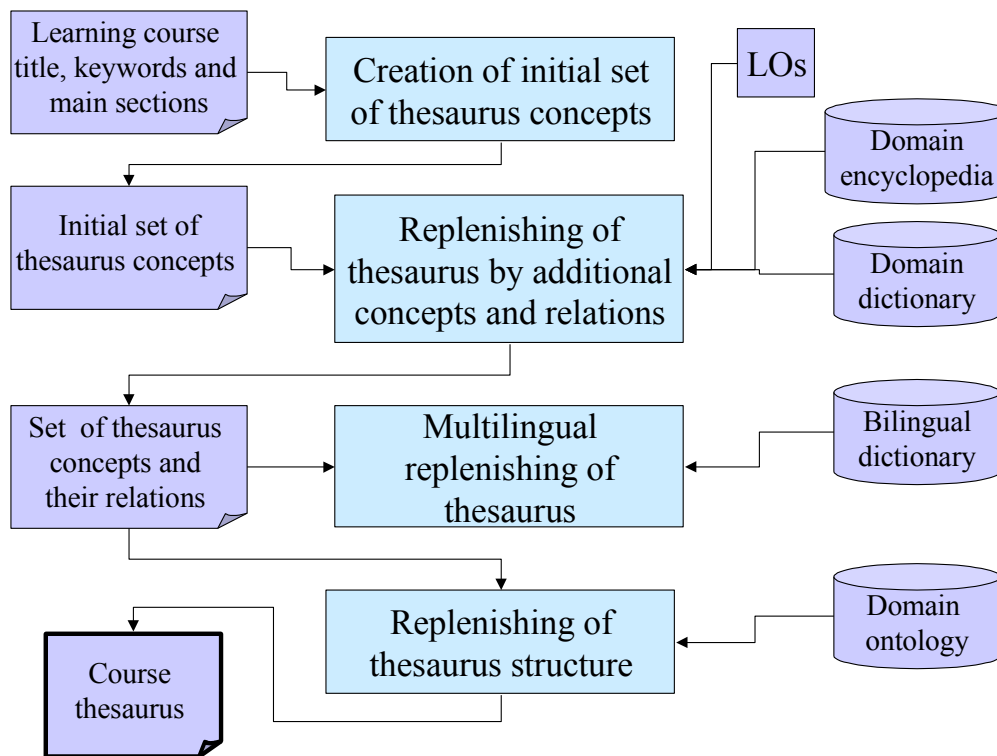 Learning course
title, keywords and
main sections
Creation of initial set
of thesaurus concepts
LOs
Domain
encyclopedia
Initial set of
thesaurus concepts
Replenishing of
thesaurus by additional
concepts and relations
Domain
dictionary
Set of thesaurus
concepts and
their relations
Multilingual
replenishing of
thesaurus
Bilingual
dictionary
Replenishing of
thesaurus structure
Domain
ontology
Course
thesaurus